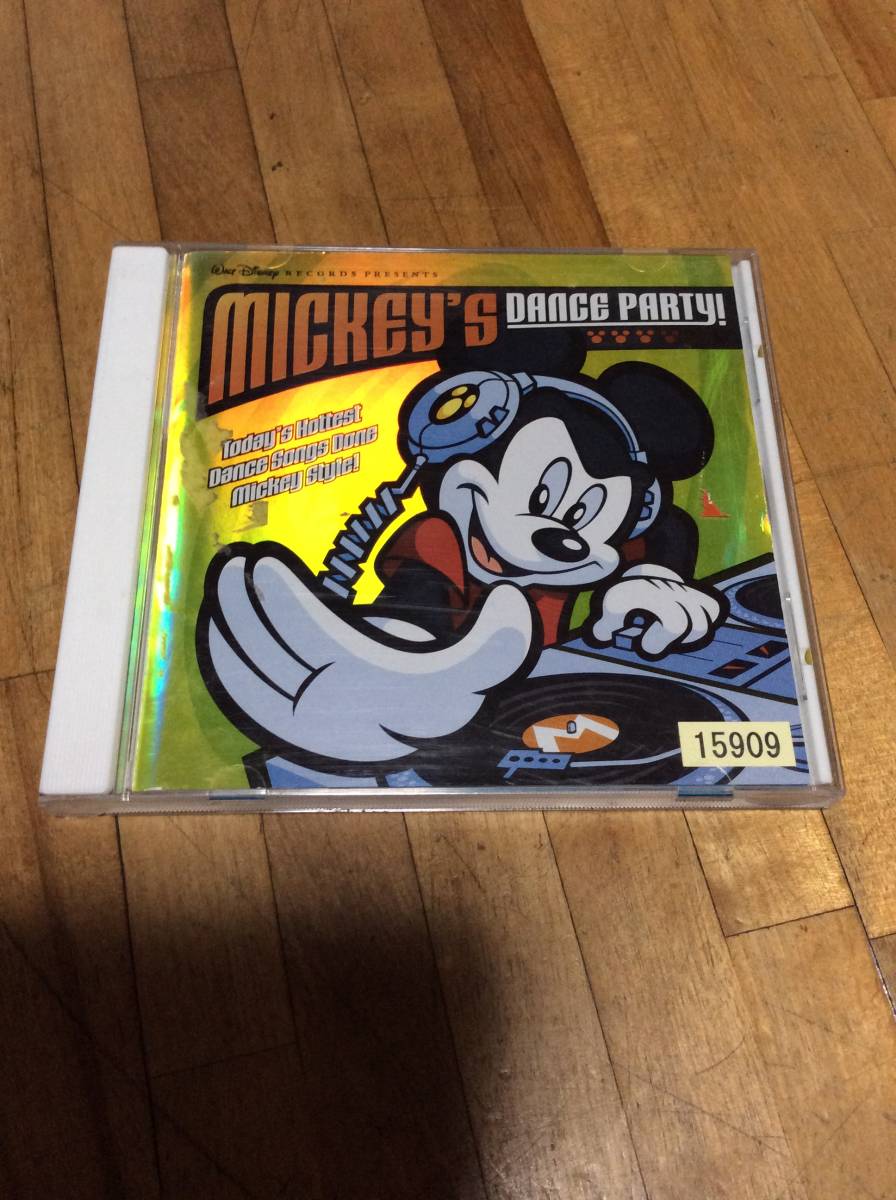 Walt Disney RECORDS PRESENTS
MICKEY'S DANCE PARTY!
Today's Hottest
Dance Songs Done
Mickey Style!
15909